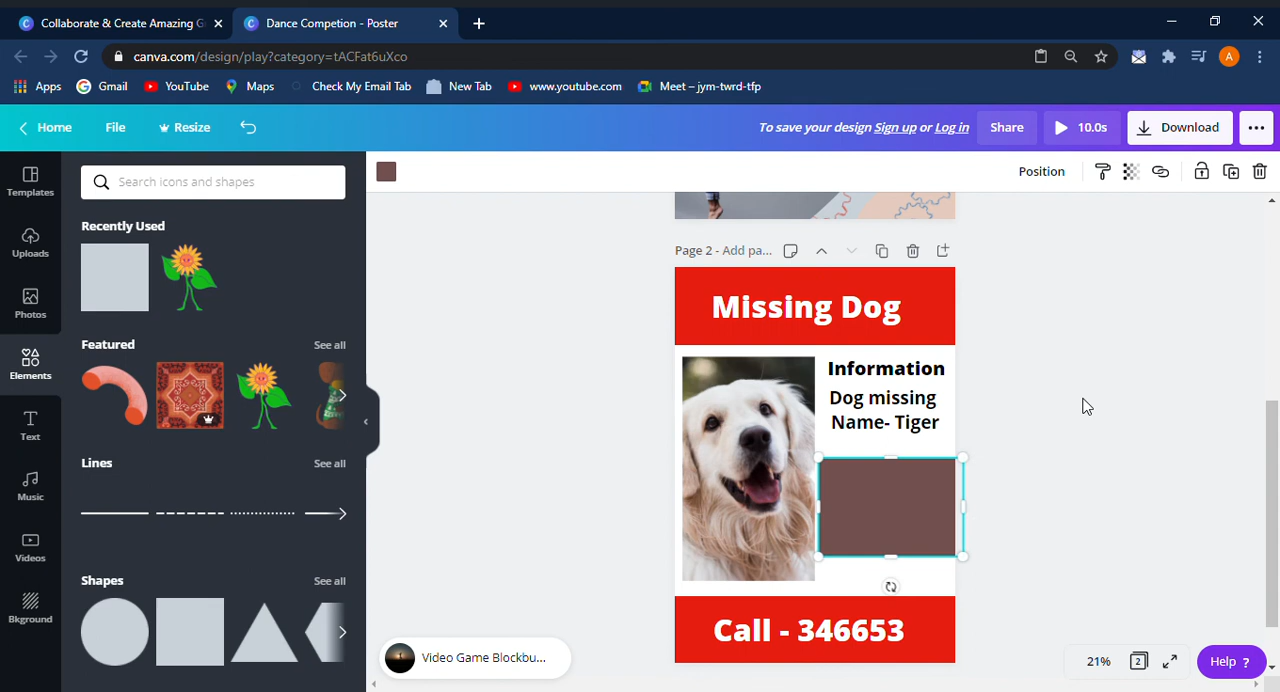 Collaborate & Create Amazing G
Dance Competion - Poster
canva.com/design/play?category=tACFat6uXco
A
Apps
Gmail
YouTube
Maps
Check My Email Tab
New Tab
www.youtube.com
Meet – jym-twrd-tfp
Home
File
Resize
To save your design Sign up or Log in
Share
10.0s
Download
Position
Templates
Uploads
Photos
Elements
Text
Music
Videos
Bkground
Search icons and shapes
Recently Used
Featured
See all
Lines
See all
Shapes
See all
Page 2 - Add pa...
Missing Dog
Information
Dog missing
Name- Tiger
Call - 346653
Video Game Blockbu...
21%
2
Help ?